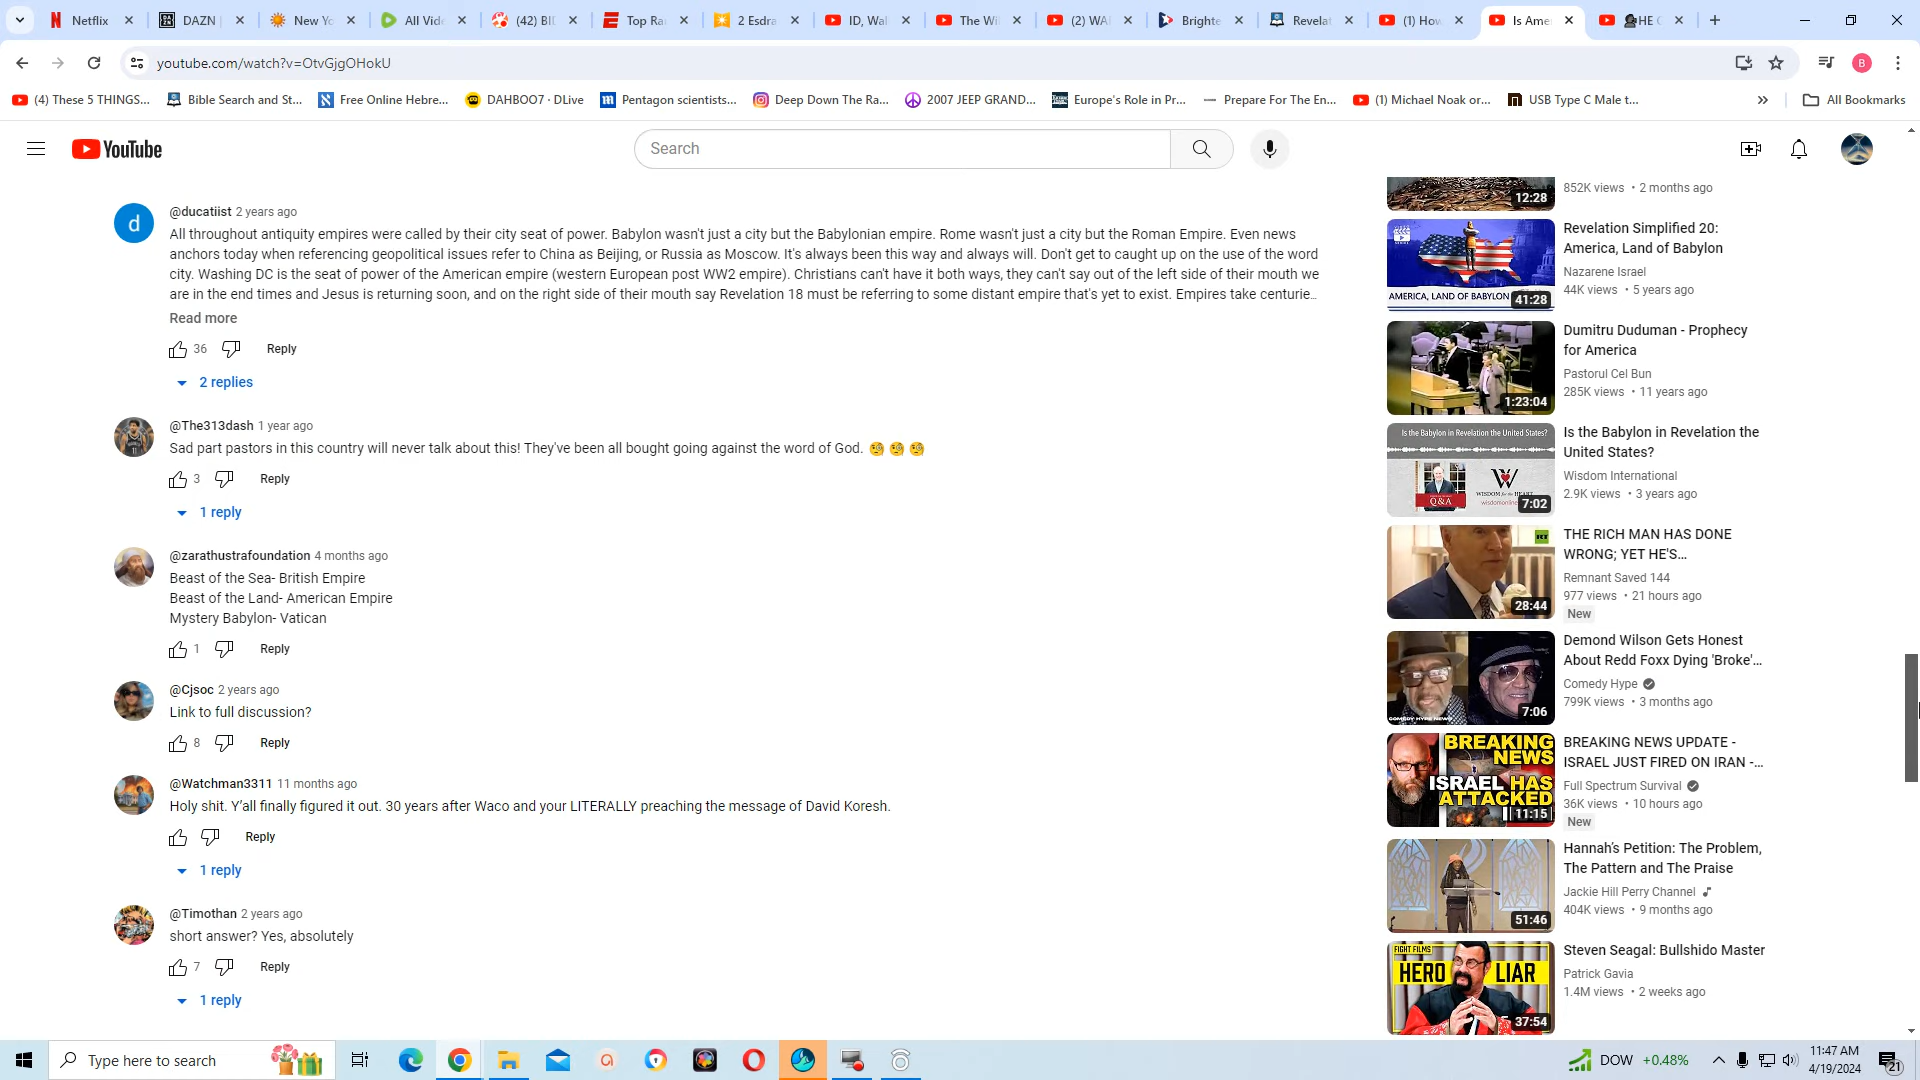 Netflix
DAZN |
New Yo
All Vide
(42) BI
Top Ra
2 Esdra
ID, Wal
The Wi
(2) WA
Brighte
Revelat
(1) How
Is Ame
HE
youtube.com/watch?v=OtvGjgOHokU
B
(4) These 5 THINGS...
Bible Search and St...
Free Online Hebre...
DAHBOO7 · DLive
Pentagon scientists...
Deep Down The Ra...
2007 JEEP GRAND...
Europe's Role in Pr...
Prepare For The En...
(1) Michael Noak or...
USB Type C Male t...
All Bookmarks
YouTube
Search
d
@ducatiist 2 years ago
All throughout antiquity empires were called by their city seat of power. Babylon wasn't just a city but the Babylonian empire. Rome wasn't just a city but the Roman Empire. Even news
anchors today when referencing geopolitical issues refer to China as Beijing, or Russia as Moscow. It's always been this way and always will. Don't get to caught up on the use of the word
city. Washing DC is the seat of power of the American empire (western European post WW2 empire). Christians can't have it both ways, they can't say out of the left side of their mouth we
are in the end times and Jesus is returning soon, and on the right side of their mouth say Revelation 18 must be referring to some distant empire that's yet to exist. Empires take centurie...
Read more
36 Reply
2 replies
@The313dash 1 year ago
Sad part pastors in this country will never talk about this! They've been all bought going against the word of God. 🧐 🧐 🧐
3 Reply
1 reply
@zarathustrafoundation 4 months ago
Beast of the Sea- British Empire
Beast of the Land- American Empire
Mystery Babylon- Vatican
1 Reply
@Cjsoc 2 years ago
Link to full discussion?
8 Reply
@Watchman3311 11 months ago
Holy shit. Y'all finally figured it out. 30 years after Waco and your LITERALLY preaching the message of David Koresh.
Reply
1 reply
@Timothan 2 years ago
short answer? Yes, absolutely
7 Reply
1 reply
12:28
852K views • 2 months ago
AMERICA, LAND OF BABYLON
41:28
Revelation Simplified 20:
America, Land of Babylon
Nazarene Israel
44K views • 5 years ago
1:23:04
Dumitru Duduman - Prophecy
for America
Pastorul Cel Bun
285K views • 11 years ago
Is the Babylon in Revelation the United States?
Q&A
7:02
Is the Babylon in Revelation the
United States?
Wisdom International
2.9K views • 3 years ago
RT
28:44
THE RICH MAN HAS DONE
WRONG; YET HE'S...
Remnant Saved 144
977 views • 21 hours ago
New
COMEDY HYPE NEWS
7:06
Demond Wilson Gets Honest
About Redd Foxx Dying 'Broke'...
Comedy Hype
799K views • 3 months ago
BREAKING
NEWS
ISRAEL HAS
ATTACKED
11:15
BREAKING NEWS UPDATE -
ISRAEL JUST FIRED ON IRAN -...
Full Spectrum Survival
36K views • 10 hours ago
New
51:46
Hannah's Petition: The Problem,
The Pattern and The Praise
Jackie Hill Perry Channel
404K views • 9 months ago
FIGHT FILMS
HERO LIAR
37:54
Steven Seagal: Bullshido Master
Patrick Gavia
1.4M views • 2 weeks ago
Type here to search
DOW +0.48%
11:47 AM
4/19/2024
21